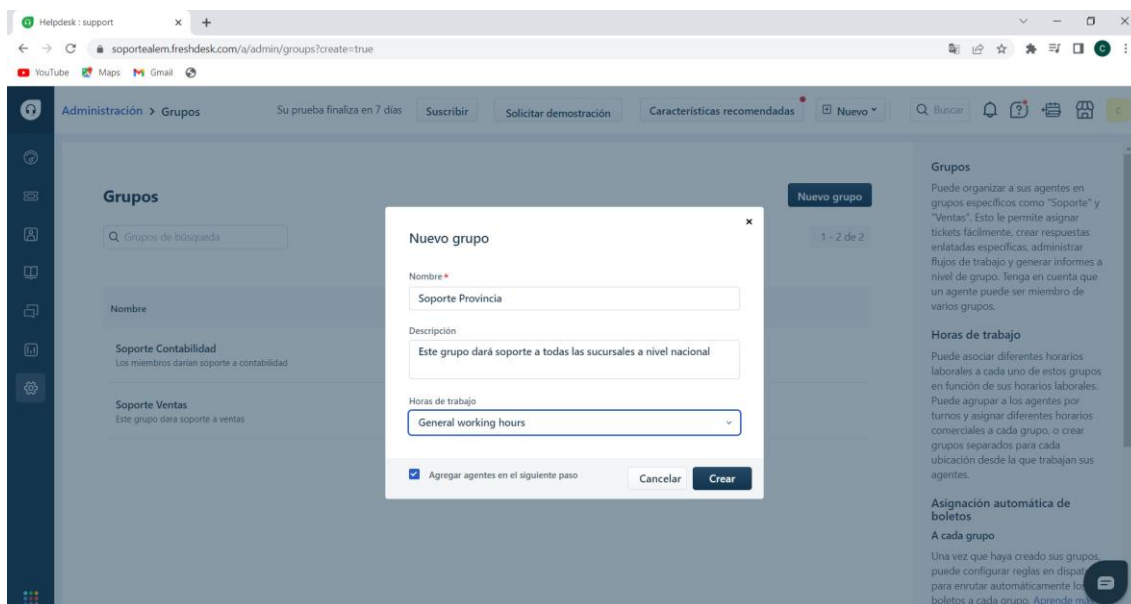 Helpdesk : support
soportealem.freshdesk.com/a/admin/groups?create=true
C
YouTube
Maps
Gmail
Administración > Grupos
Su prueba finaliza en 7 días
Suscribir
Solicitar demostración
Características recomendadas
Nuevo
Buscar
Grupos
Nuevo grupo
Grupos de búsqueda
1 - 2 de 2
Nombre
Soporte Contabilidad
Los miembros darían soporte a contabilidad
Soporte Ventas
Este grupo dara soporte a ventas
Nuevo grupo
Nombre *
Soporte Provincia
Descripción
Este grupo dará soporte a todas las sucursales a nivel nacional
Horas de trabajo
General working hours
Agregar agentes en el siguiente paso
Cancelar
Crear
Grupos
Puede organizar a sus agentes en
grupos específicos como "Soporte" y
"Ventas". Esto le permite asignar
tickets fácilmente, crear respuestas
enlatadas específicas, administrar
flujos de trabajo y generar informes a
nivel de grupo. Tenga en cuenta que
un agente puede ser miembro de
varios grupos.
Horas de trabajo
Puede asociar diferentes horarios
laborales a cada uno de estos grupos
en función de sus horarios laborales.
Puede agrupar a los agentes por
turnos y asignar diferentes horarios
comerciales a cada grupo, o crear
grupos separados para cada
ubicación desde la que trabajan sus
agentes.
Asignación automática de
boletos
A cada grupo
Una vez que haya creado sus grupos,
puede configurar reglas en
para enrutar automáticamente
boletos a cada grupo. Aprende